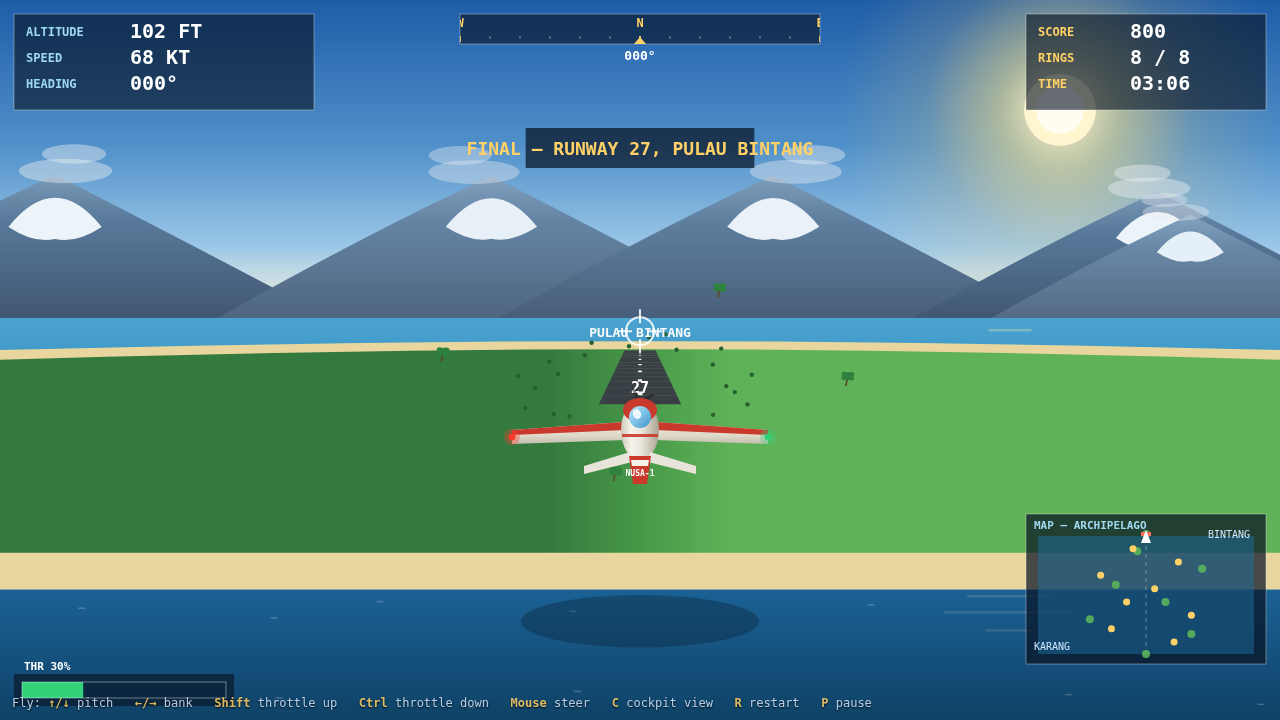 ALTITUDE 102 FT
SPEED 68 KT
HEADING 000°
W N E
000°
SCORE 800
RINGS 8 / 8
TIME 03:06
FINAL — RUNWAY 27, PULAU BINTANG
PULAU BINTANG
27
NUSA-1
MAP — ARCHIPELAGO
BINTANG
KARANG
THR 30%
Fly: ↑/↓ pitch ←/→ bank Shift throttle up Ctrl throttle down Mouse steer C cockpit view R restart P pause